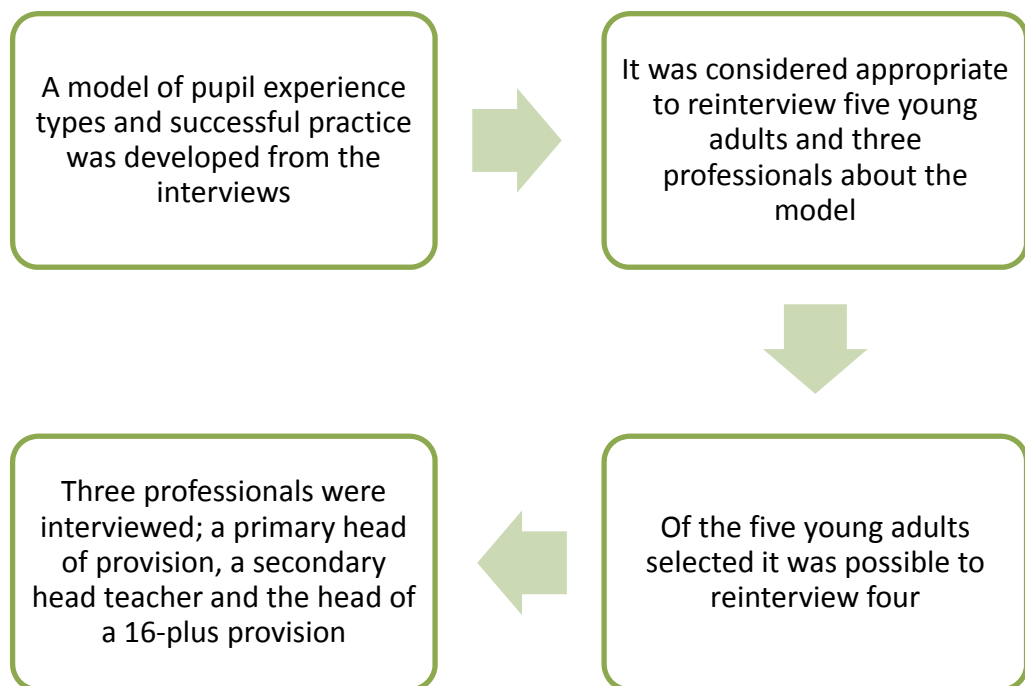 A model of pupil experience
types and successful practice
was developed from the
interviews
It was considered appropriate
to reinterview five young
adults and three
professionals about the
model
Of the five young adults
selected it was possible to
reinterview four
Three professionals were
interviewed; a primary head
of provision, a secondary
head teacher and the head of
a 16-plus provision